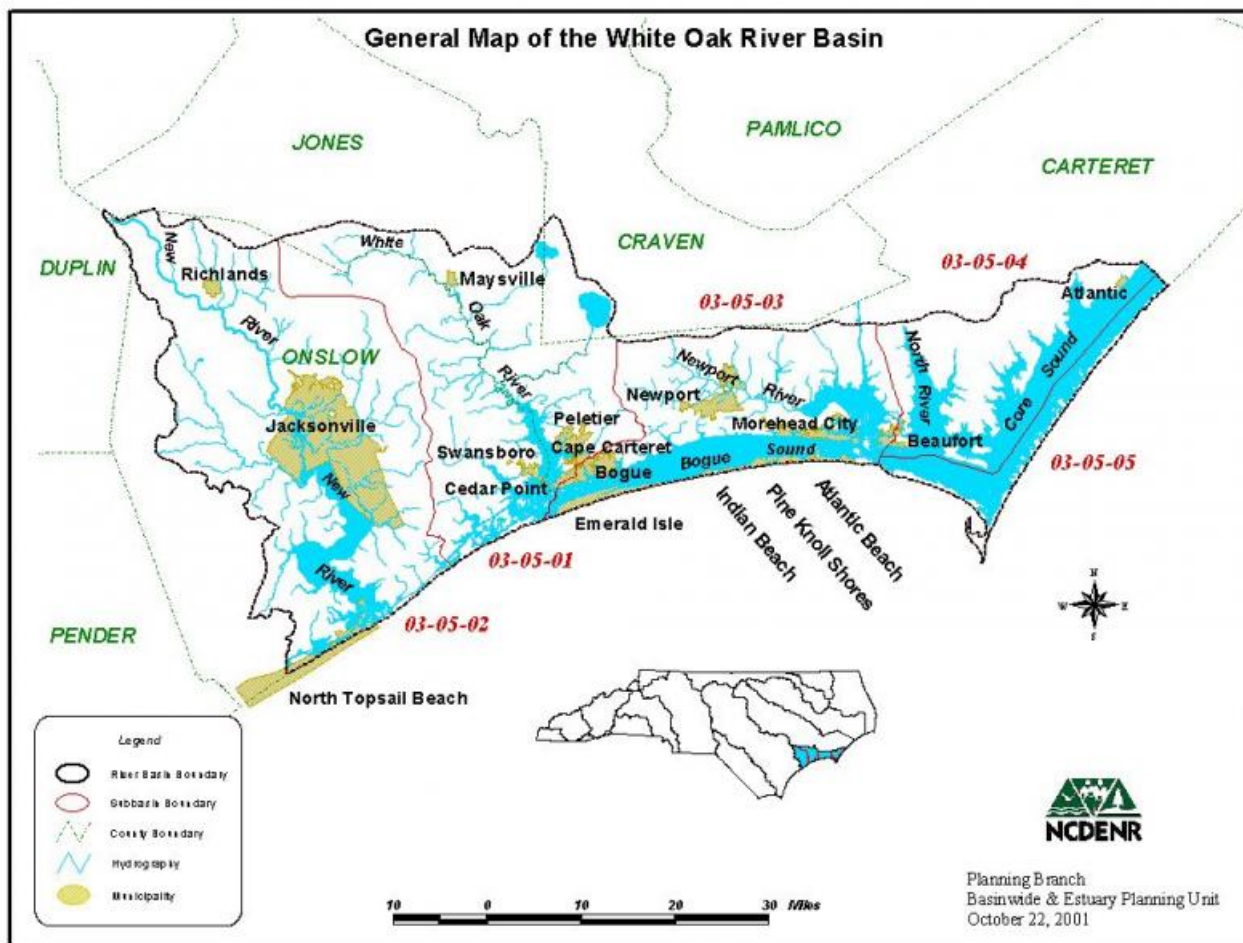 General Map of the White Oak River Basin
JONES
PAMLICO
CARTERET
CRAVEN
DUPLIN
03-05-04
White
New
Richlands
Maysville
Atlantic
03-05-03
Oak
River
ONSLOW
North River
Sound
Newport
River
Newport
River
Core
Peletier
Jacksonville
Morehead City
Beaufort
Swansboro
Cape Carteret
Bogue
Bogue
Sound
03-05-05
New
Cedar Point
Emerald Isle
Indian Beach
Pine Knoll Shores
Atlantic Beach
03-05-01
River
03-05-02
PENDER
N
W
E
S
North Topsail Beach
Legend
River Basin Boundary
Subbasin Boundary
County Boundary
Hydrography
Municipality
NCDENR
10 0 10 20 30 Miles
Planning Branch
Basinwide & Estuary Planning Unit
October 22, 2001